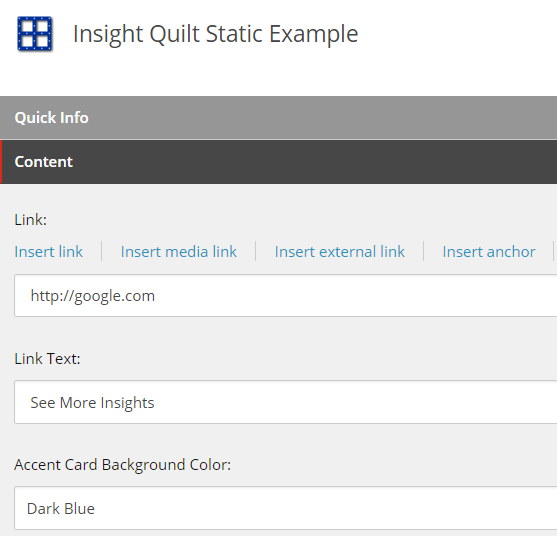 Insight Quilt Static Example
Quick Info
Content
Link:
Insert link Insert media link Insert external link Insert anchor
http://google.com
Link Text:
See More Insights
Accent Card Background Color:
Dark Blue